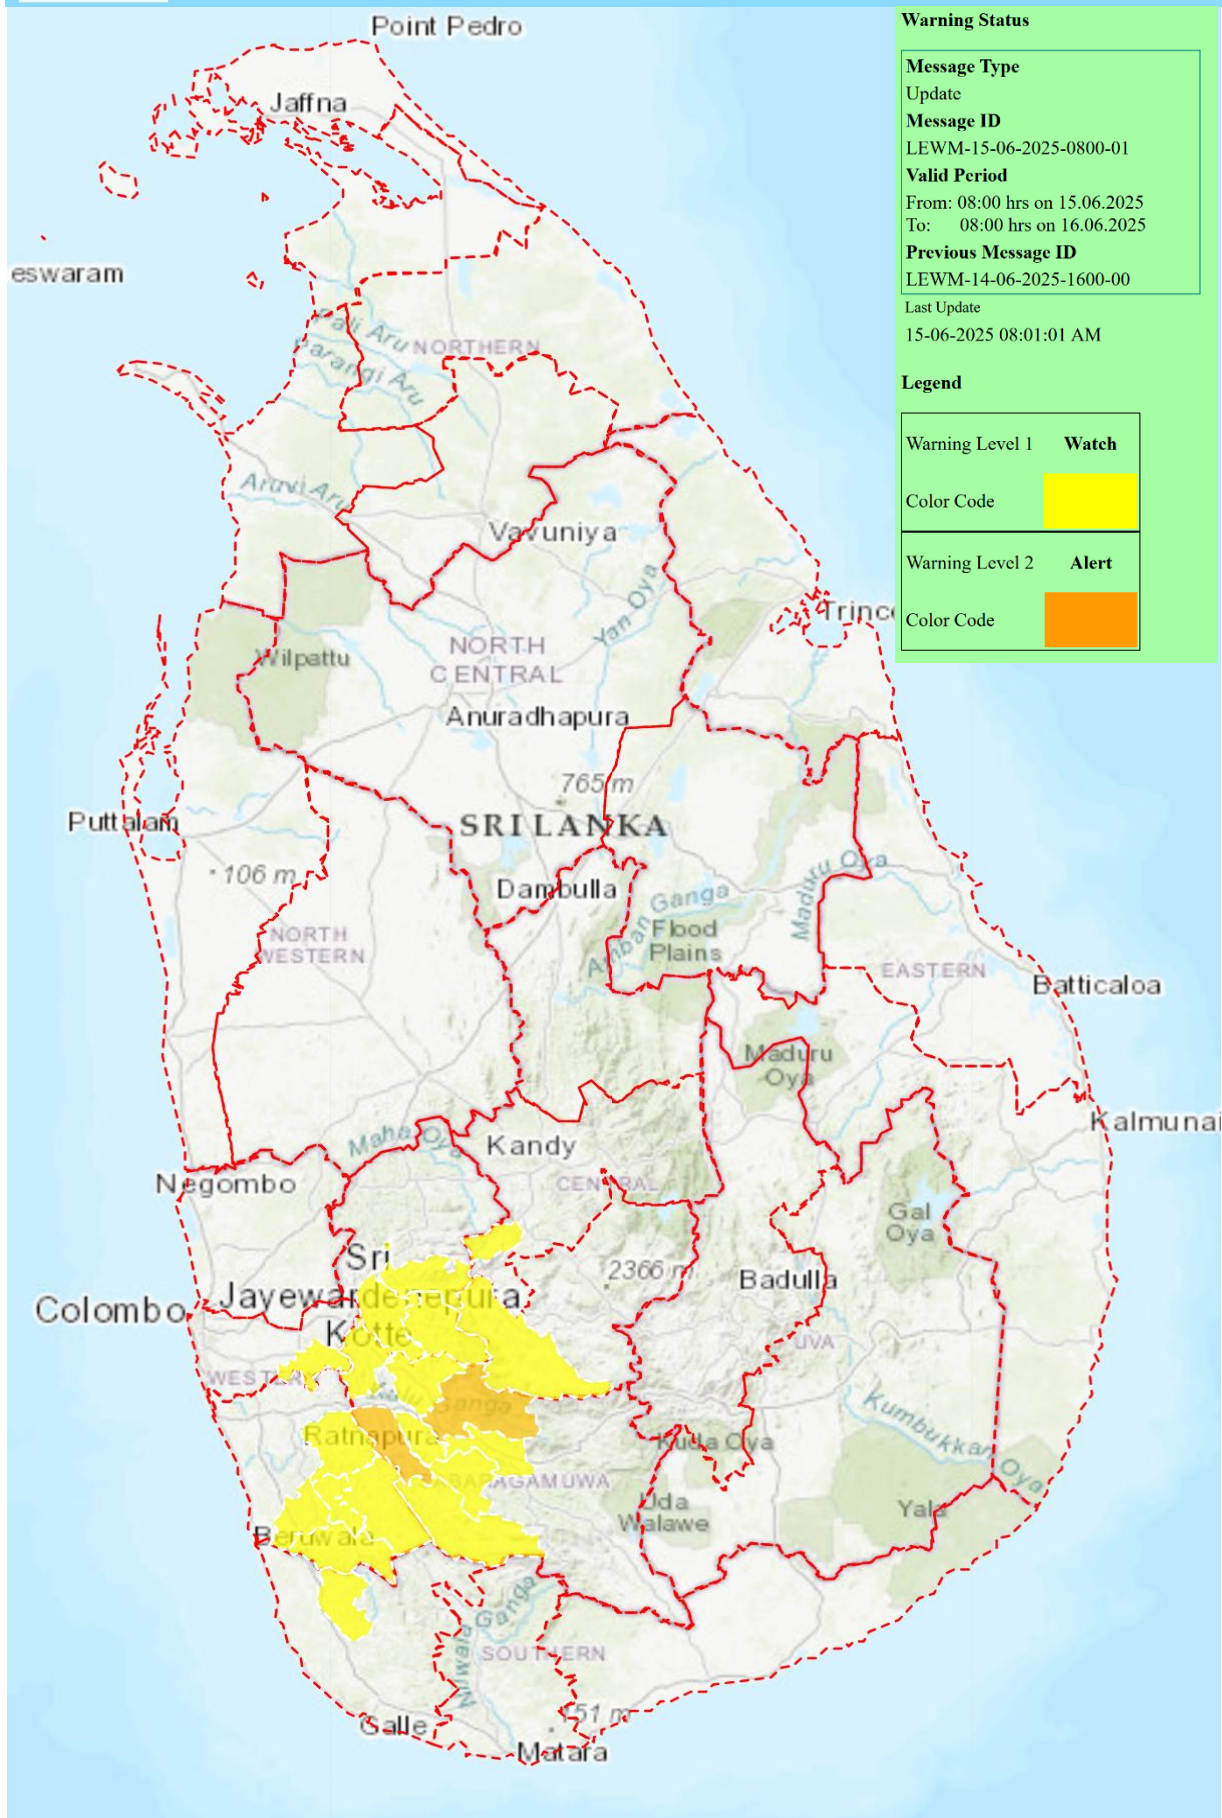 Point Pedro
Jaffna
eswaram
Pali Aru
NORTHERN
Parangi Aru
Aruvi Aru
Vavuniya
Yan Oya
Trinco
Wilpattu
NORTH
CENTRAL
Anuradhapura
765 m
Puttalam
SRI LANKA
106 m
Dambulla
Maduru Oya
Amban Ganga
Flood
Plains
NORTH
WESTERN
EASTERN
Batticaloa
Maduru
Oya
Kalmunai
Maha Oya
Kandy
Negombo
CENTRAL
Gal
Oya
Sri
Jayewardenepura
Kotte
2366 m
Badulla
Colombo
UVA
WESTERN
Kalu Ganga
Ratnapura
Kuda Oya
Kumbukkan Oya
SABARAGAMUWA
Uda
Walawe
Yala
Beruwala
Nilwala Ganga
SOUTHERN
Galle
151 m
Matara
Warning Status
Message Type
Update
Message ID
LEWM-15-06-2025-0800-01
Valid Period
From: 08:00 hrs on 15.06.2025
To: 08:00 hrs on 16.06.2025
Previous Message ID
LEWM-14-06-2025-1600-00
Last Update
15-06-2025 08:01:01 AM
Legend
Warning Level 1 Watch
Color Code
Warning Level 2 Alert
Color Code